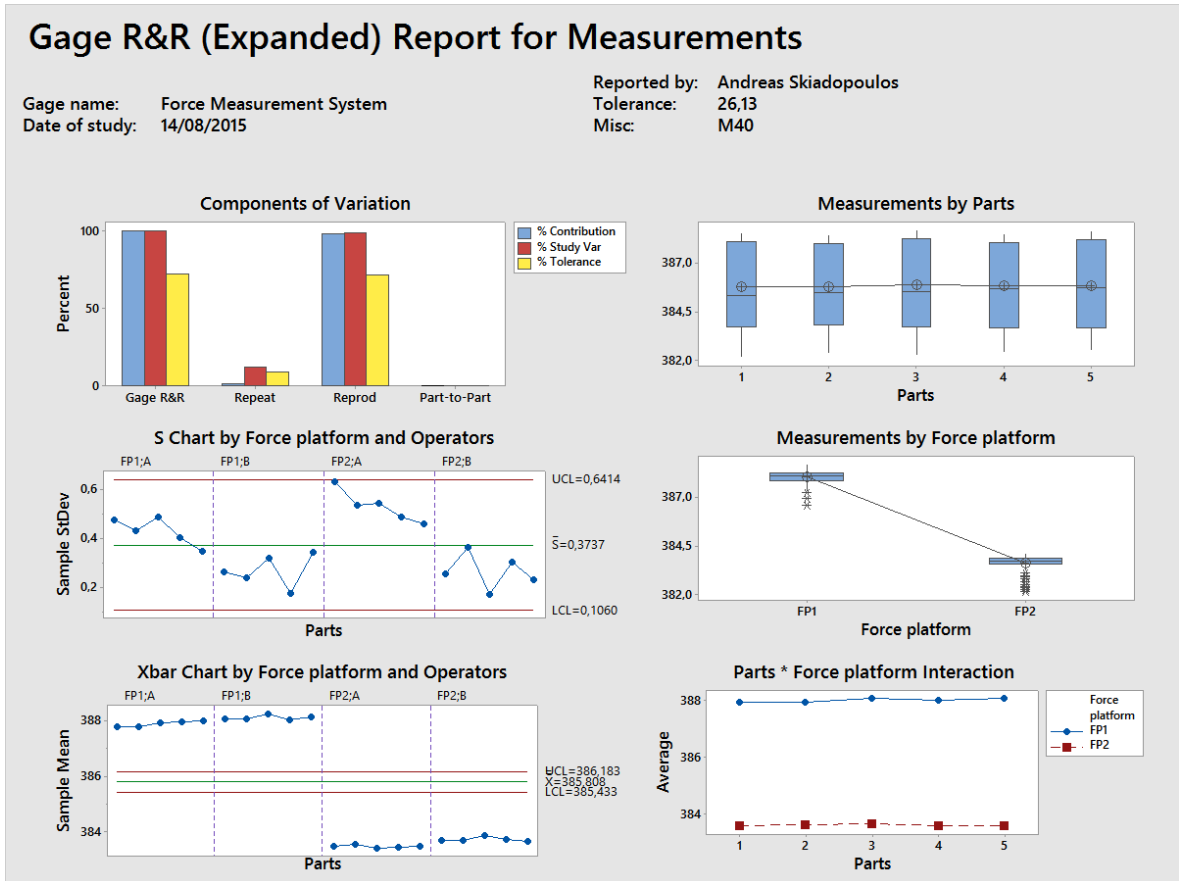 Gage R&R (Expanded) Report for Measurements
Gage name: Force Measurement System
Date of study: 14/08/2015
Reported by: Andreas Skiadopoulos
Tolerance: 26,13
Misc: M40
Components of Variation
100
50
0
Percent
Gage R&R Repeat Reprod Part-to-Part
% Contribution
% Study Var
% Tolerance
Measurements by Parts
387,0
384,5
382,0
1 2 3 4 5
Parts
S Chart by Force platform and Operators
FP1;A FP1;B FP2;A FP2;B
0,6
0,4
0,2
Sample StDev
UCL=0,6414
S=0,3737
LCL=0,1060
Parts
Measurements by Force platform
387,0
384,5
382,0
FP1 FP2
Force platform
Xbar Chart by Force platform and Operators
FP1;A FP1;B FP2;A FP2;B
388
386
384
Sample Mean
UCL=386,183
X=385,808
LCL=385,433
Parts
Parts * Force platform Interaction
388
386
384
Average
1 2 3 4 5
Parts
Force
platform
FP1
FP2